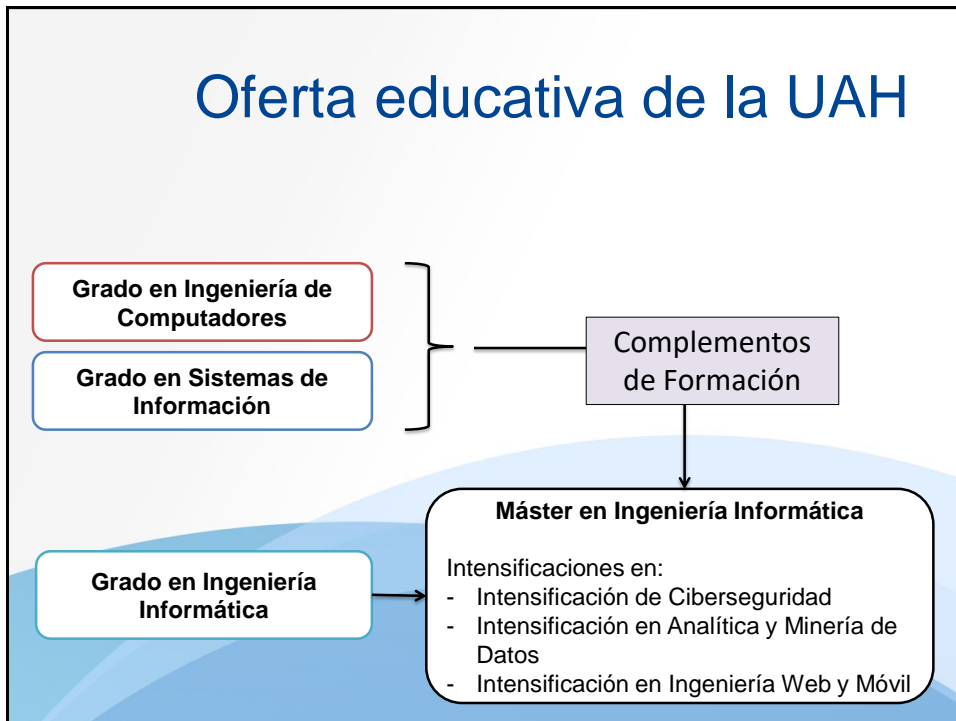 Oferta educativa de la UAH
Grado en Ingeniería de
Computadores
Grado en Sistemas de
Información
Complementos
de Formación
Grado en Ingeniería
Informática
Máster en Ingeniería Informática
Intensificaciones en:
- Intensificación de Ciberseguridad
- Intensificación en Analítica y Minería de
Datos
- Intensificación en Ingeniería Web y Móvil